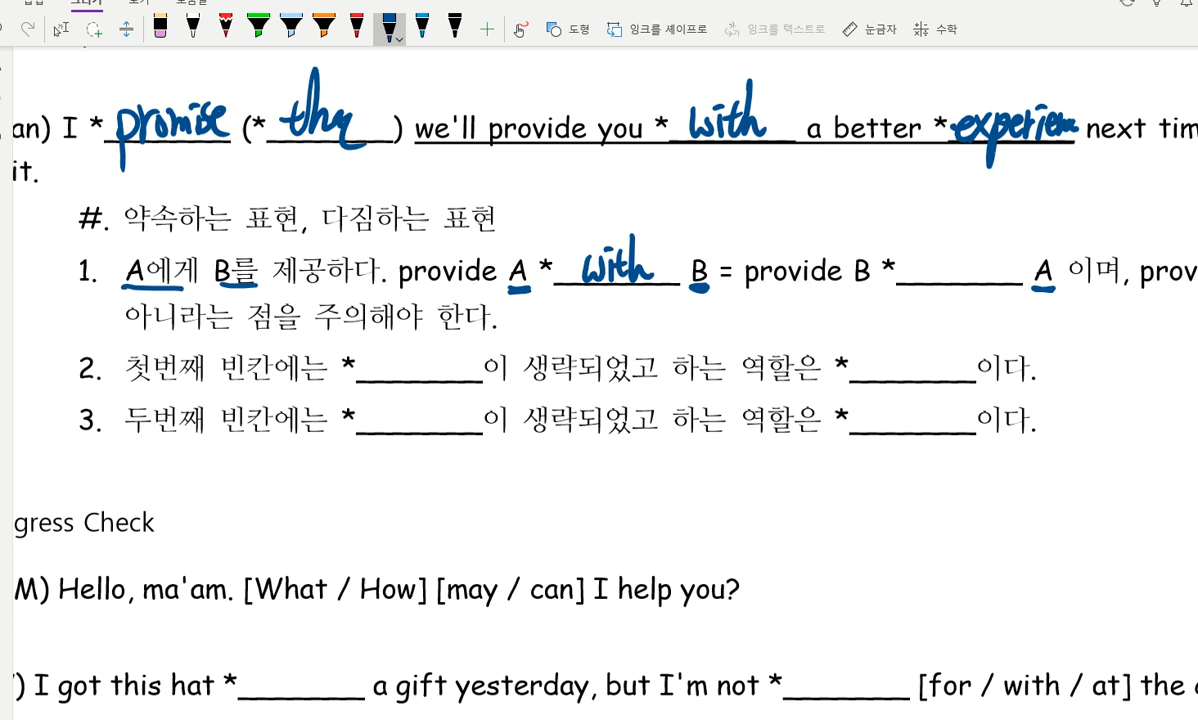 도형 잉크를 셰이프로 잉크를 텍스트로 눈금자 수학
an) I * promise (* ) we'll provide you * with a better * next tim
it.
#. 약속하는 표현, 다짐하는 표현
1. A에게 B를 제공하다. provide A * with B = provide B *_________ A 이며, prov
아니라는 점을 주의해야 한다.
2. 첫번째 빈칸에는 *_________이 생략되었고 하는 역할은 *_________이다.
3. 두번째 빈칸에는 *_________이 생략되었고 하는 역할은 *_________이다.
gress Check
M) Hello, ma'am. [What / How] [may / can] I help you?
) I got this hat *_________ a gift yesterday, but I'm not *_________ [for / with / at] the